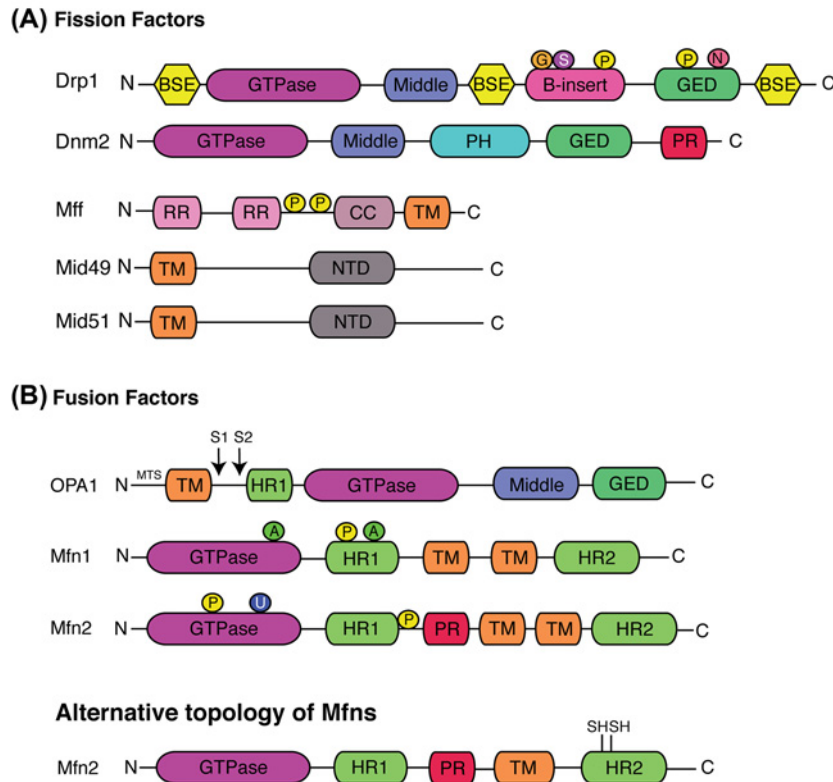 (A) Fission Factors
G S P P N
Drp1 N BSE GTPase Middle BSE B-insert GED BSE C
Dnm2 N GTPase Middle PH GED PR C
P P
Mff N RR RR CC TM C
Mid49 N TM NTD C
Mid51 N TM NTD C
(B) Fusion Factors
S1 S2
OPA1 N MTS TM HR1 GTPase Middle GED C
A P A
Mfn1 N GTPase HR1 TM TM HR2 C
P U P
Mfn2 N GTPase HR1 PR TM TM HR2 C
Alternative topology of Mfns
SH SH
Mfn2 N GTPase HR1 PR TM HR2 C